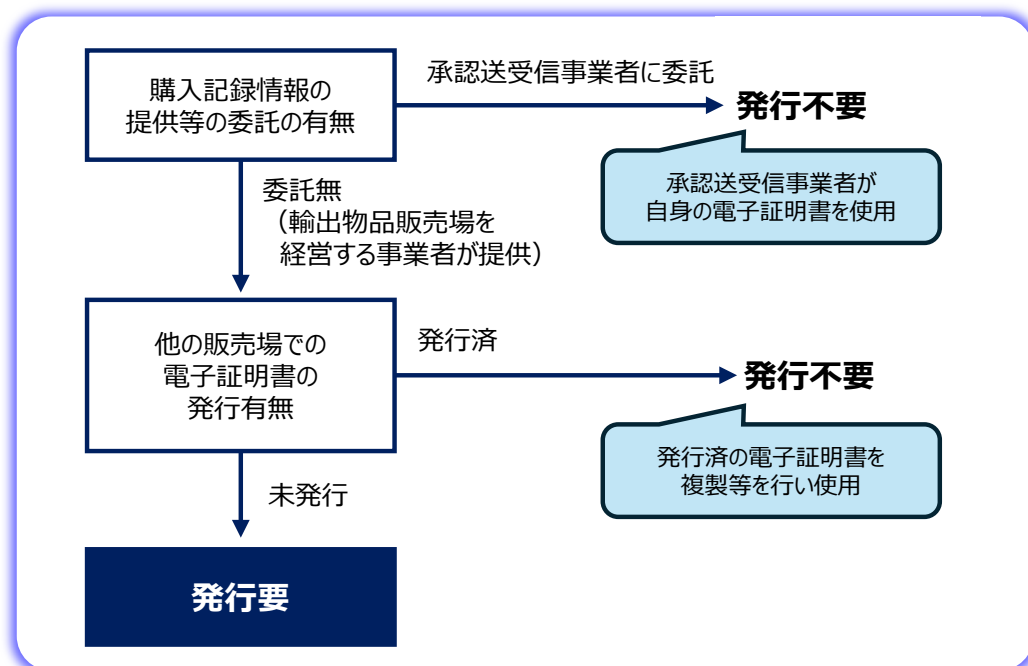 購入記録情報の
提供等の委託の有無
承認送受信事業者に委託
発行不要
承認送受信事業者が
自身の電子証明書を使用
委託無
（輸出物品販売場を
経営する事業者が提供）
他の販売場での
電子証明書の
発行有無
発行済
発行不要
発行済の電子証明書を
複製等を行い使用
未発行
発行要